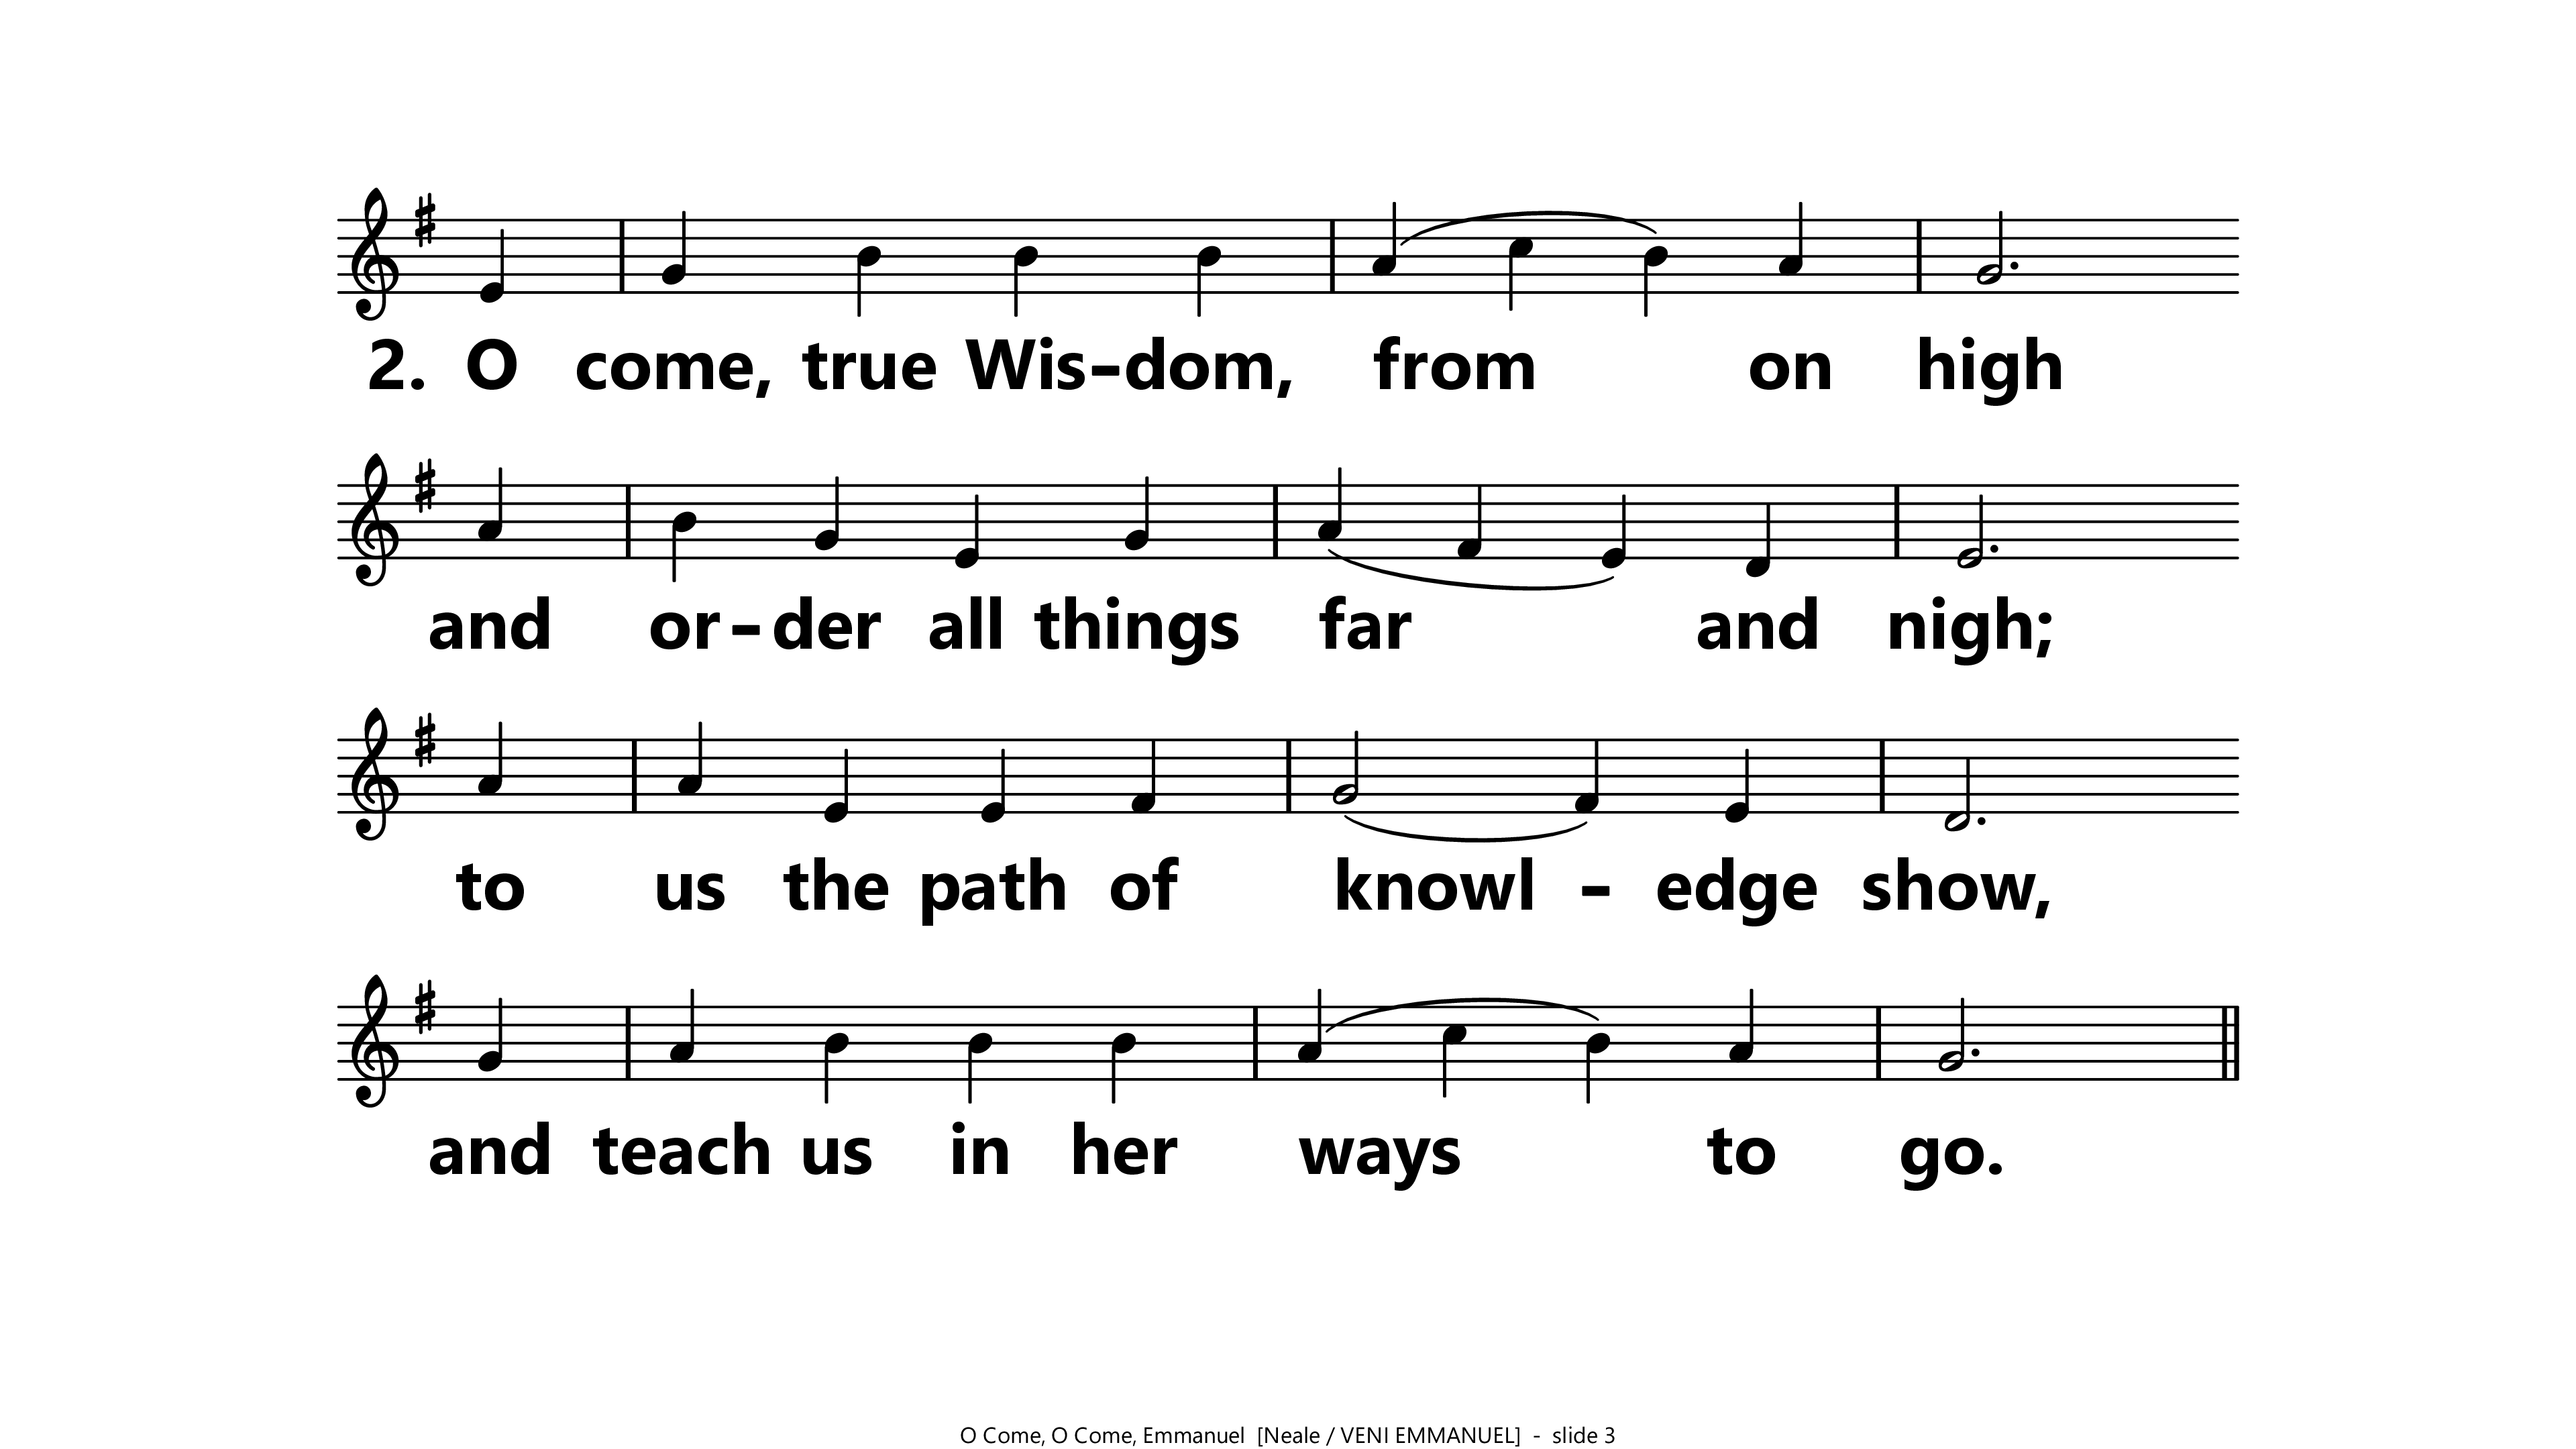 2. O come, true Wis-dom, from on high
and or-der all things far and nigh;
to us the path of knowl - edge show,
and teach us in her ways to go.
O Come, O Come, Emmanuel [Neale / VENI EMMANUEL] - slide 3